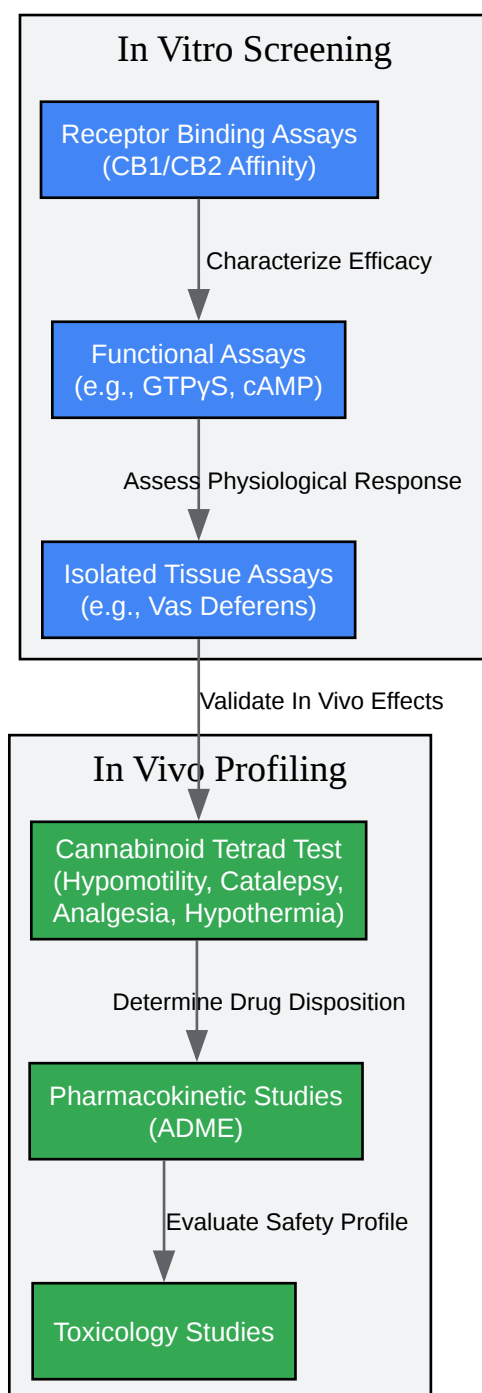 In Vitro Screening
Receptor Binding Assays
(CB1/CB2 Affinity)
Characterize Efficacy
Functional Assays
(e.g., GTPγS, cAMP)
Assess Physiological Response
Isolated Tissue Assays
(e.g., Vas Deferens)
Validate In Vivo Effects
In Vivo Profiling
Cannabinoid Tetrad Test
(Hypomotility, Catalepsy,
Analgesia, Hypothermia)
Determine Drug Disposition
Pharmacokinetic Studies
(ADME)
Evaluate Safety Profile
Toxicology Studies